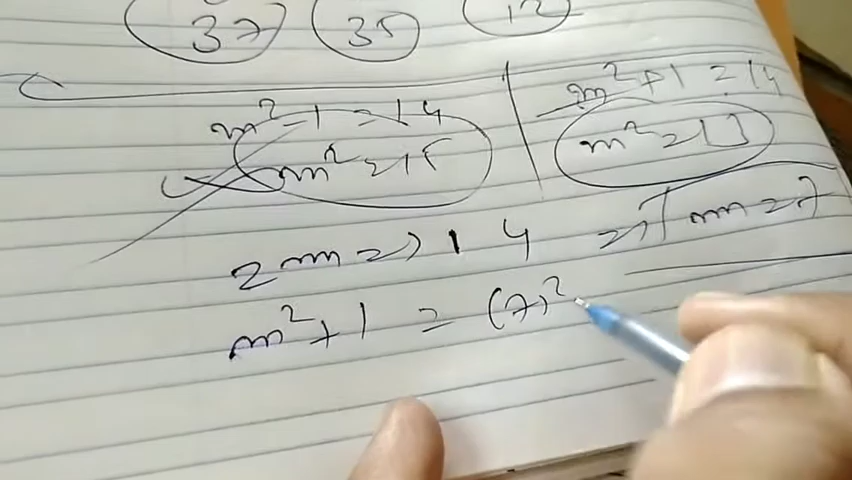 37 35 12
m²-1=14 m²+1=14
m²=15 m²=13
2m=>14 => m=7
m²+1 = (7)²